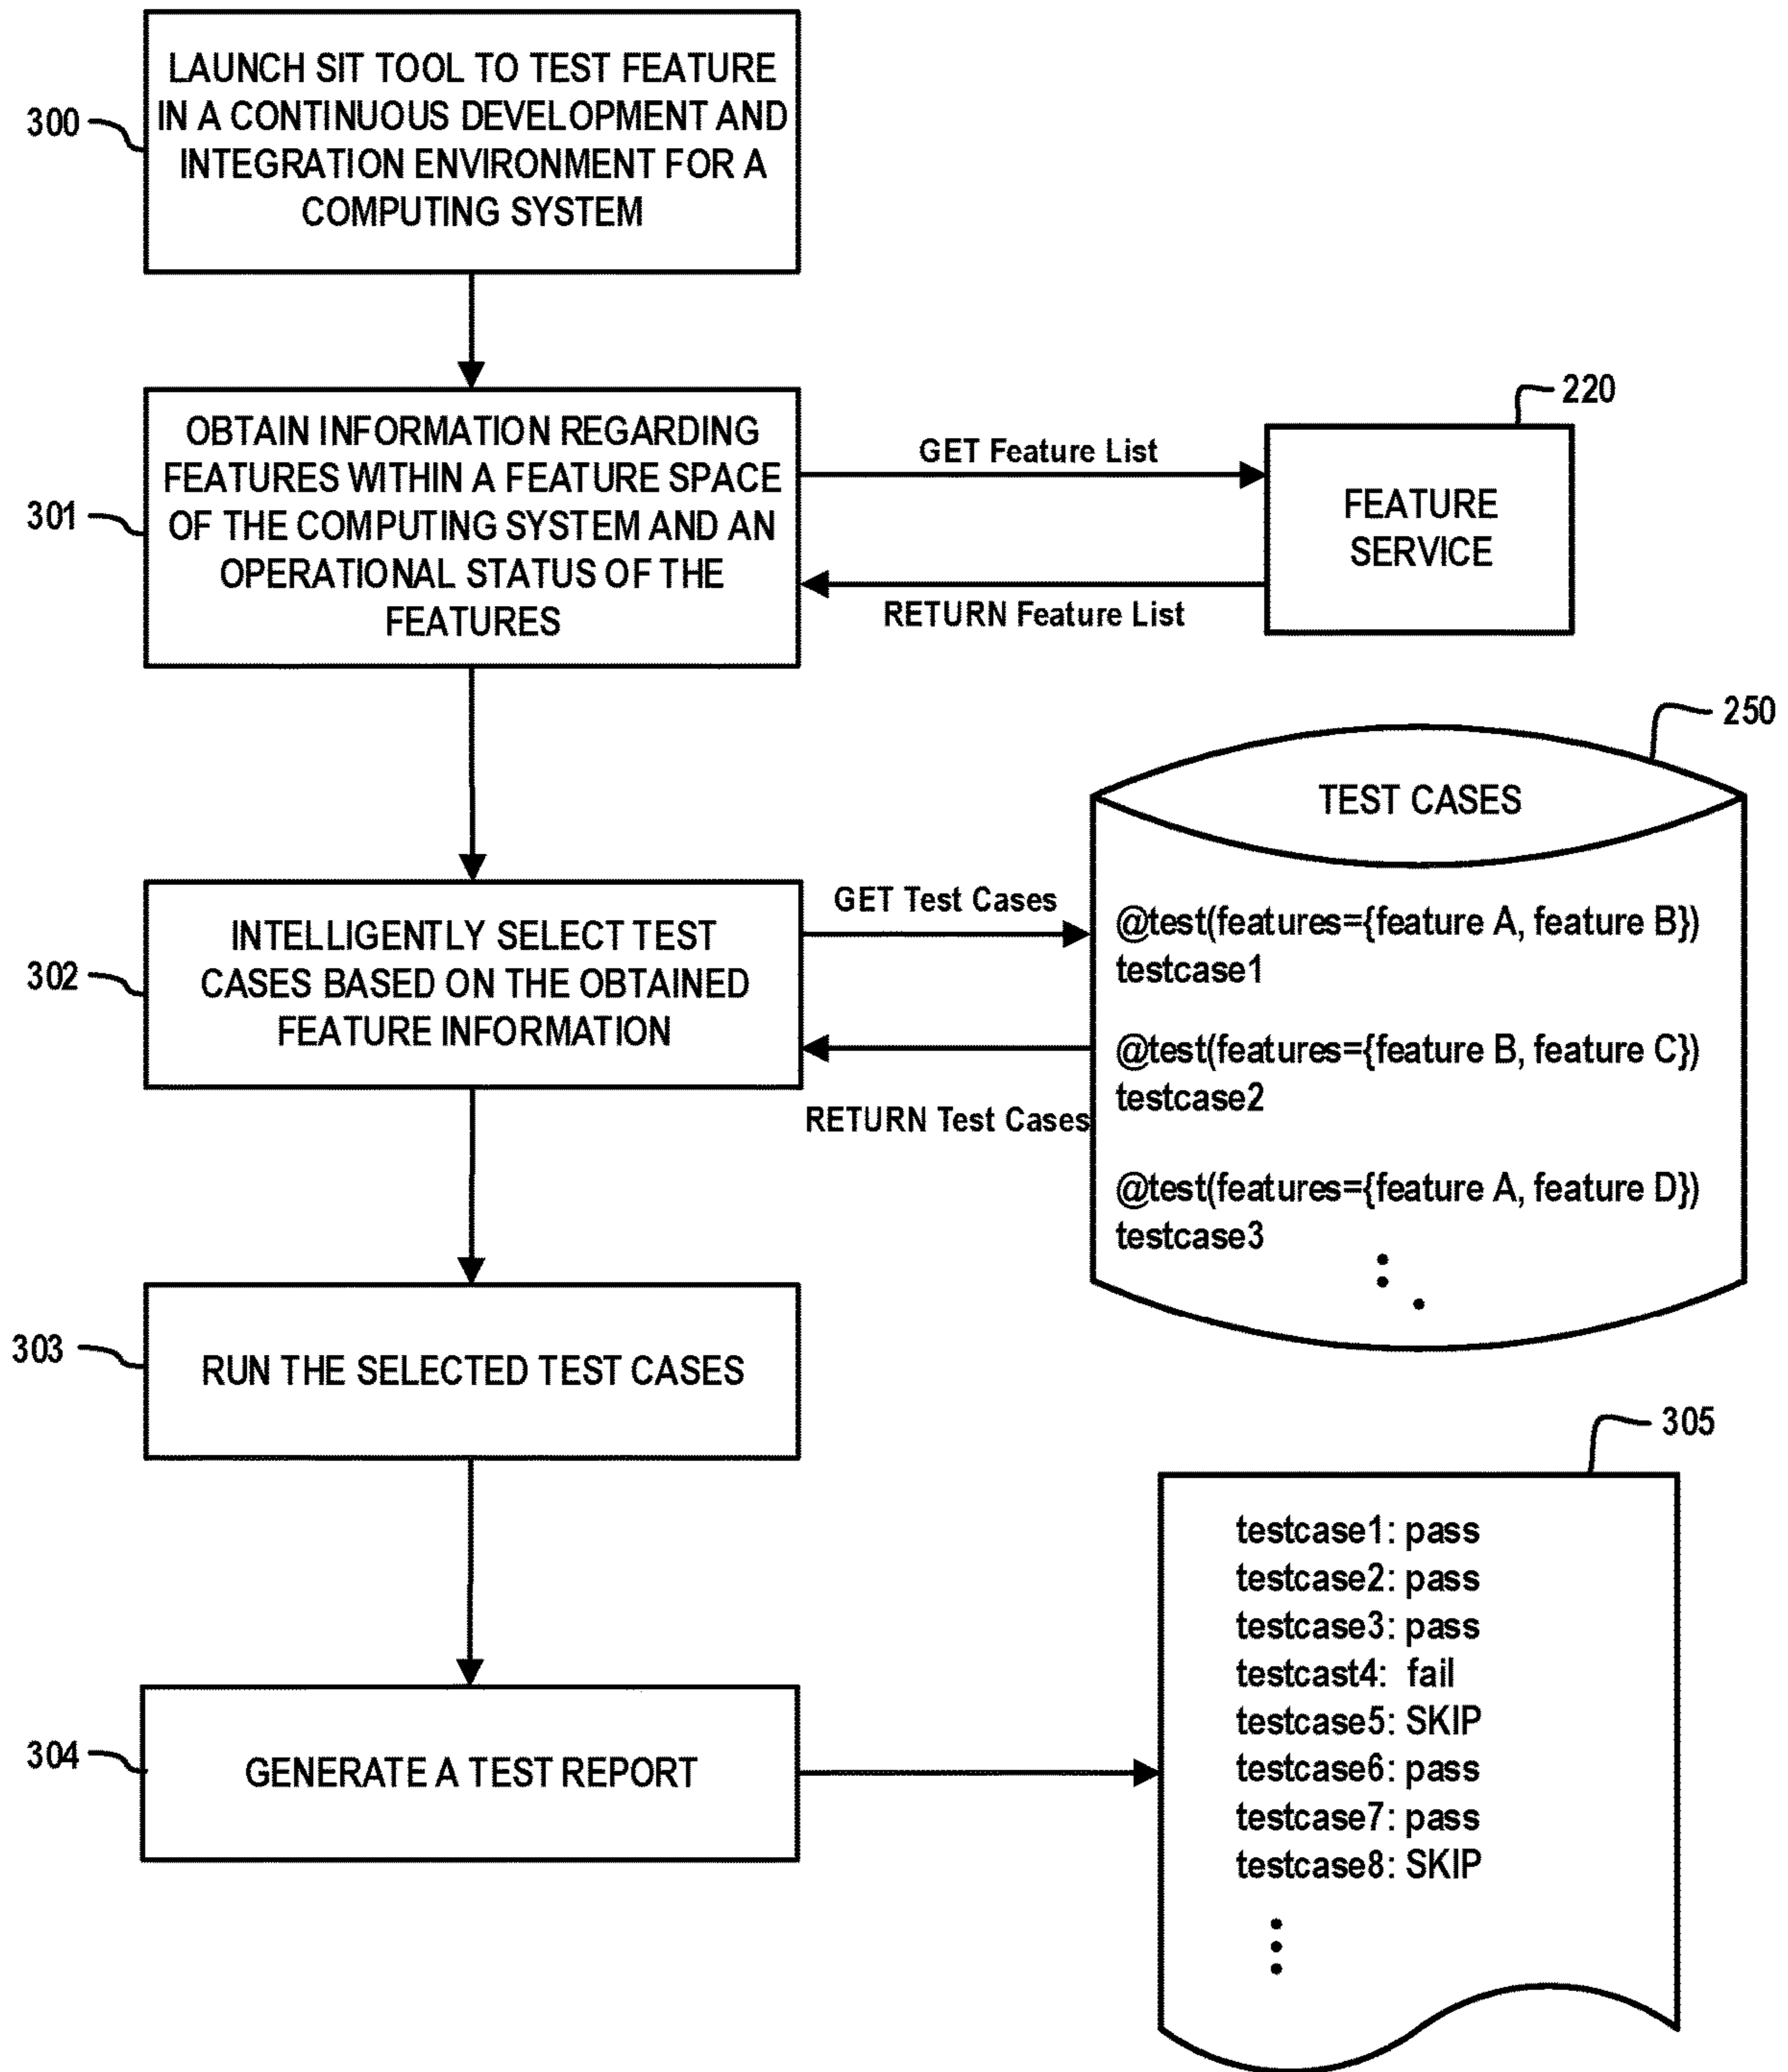 300
LAUNCH SIT TOOL TO TEST FEATURE
IN A CONTINUOUS DEVELOPMENT AND
INTEGRATION ENVIRONMENT FOR A
COMPUTING SYSTEM
301
OBTAIN INFORMATION REGARDING
FEATURES WITHIN A FEATURE SPACE
OF THE COMPUTING SYSTEM AND AN
OPERATIONAL STATUS OF THE
FEATURES
GET Feature List
RETURN Feature List
220
FEATURE
SERVICE
302
INTELLIGENTLY SELECT TEST
CASES BASED ON THE OBTAINED
FEATURE INFORMATION
GET Test Cases
RETURN Test Cases
250
TEST CASES
@test(features={feature A, feature B})
testcase1
@test(features={feature B, feature C})
testcase2
@test(features={feature A, feature D})
testcase3
303
RUN THE SELECTED TEST CASES
304
GENERATE A TEST REPORT
305
testcase1: pass
testcase2: pass
testcase3: pass
testcast4: fail
testcase5: SKIP
testcase6: pass
testcase7: pass
testcase8: SKIP